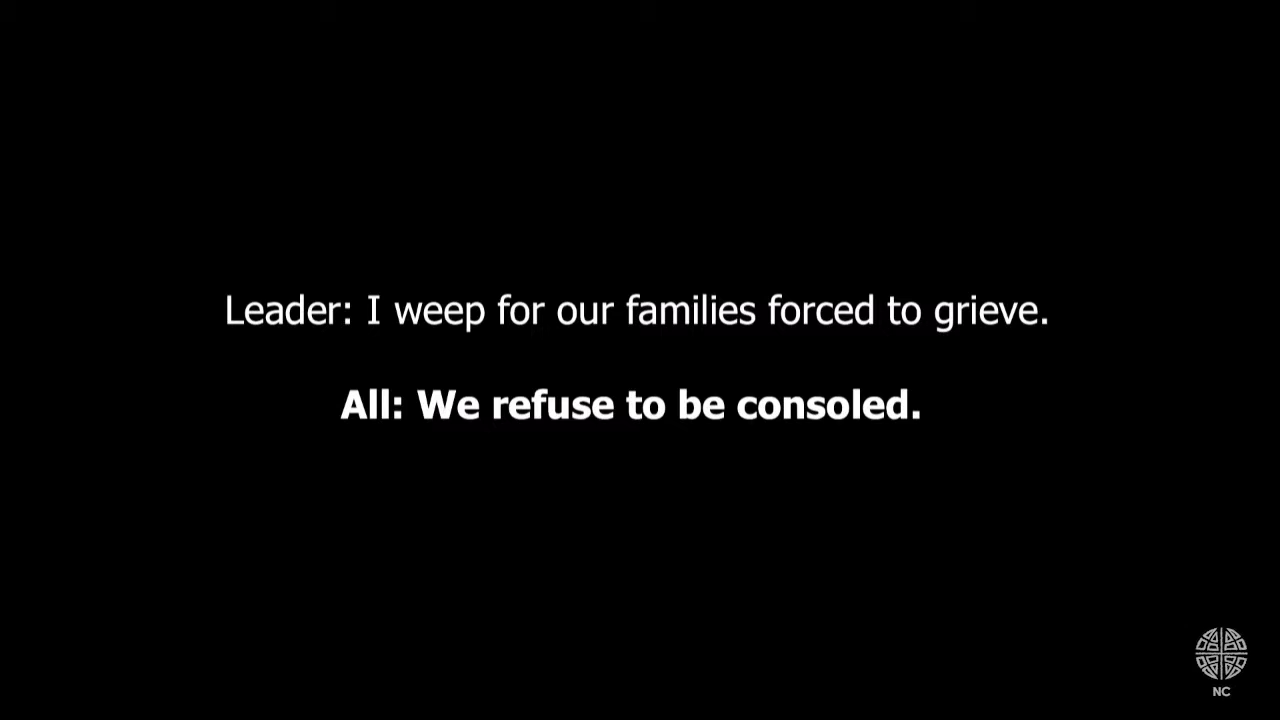 Leader: I weep for our families forced to grieve.
All: We refuse to be consoled.
NC